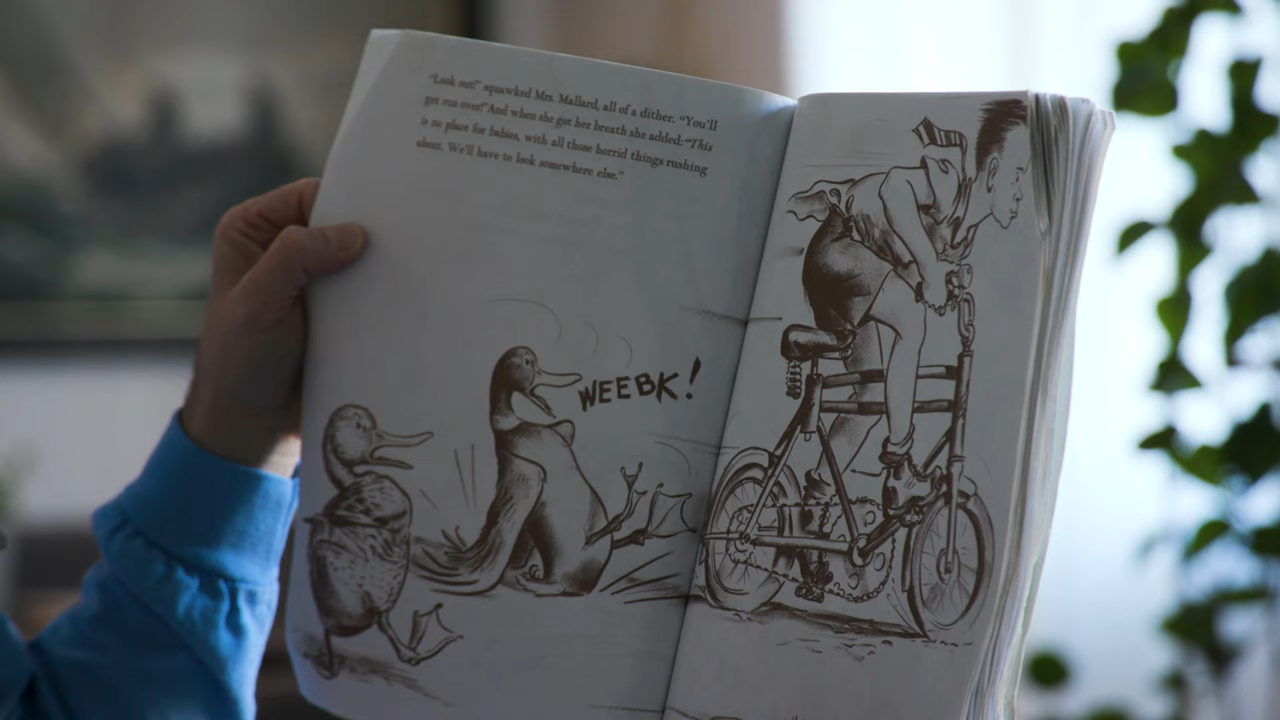 "Look out!" squawked Mrs. Mallard, all of a dither. "You'll
get run over!" And when she got her breath she added: "This
is no place for babies, with all those horrid things rushing
about. We'll have to look somewhere else."
WEEBK!